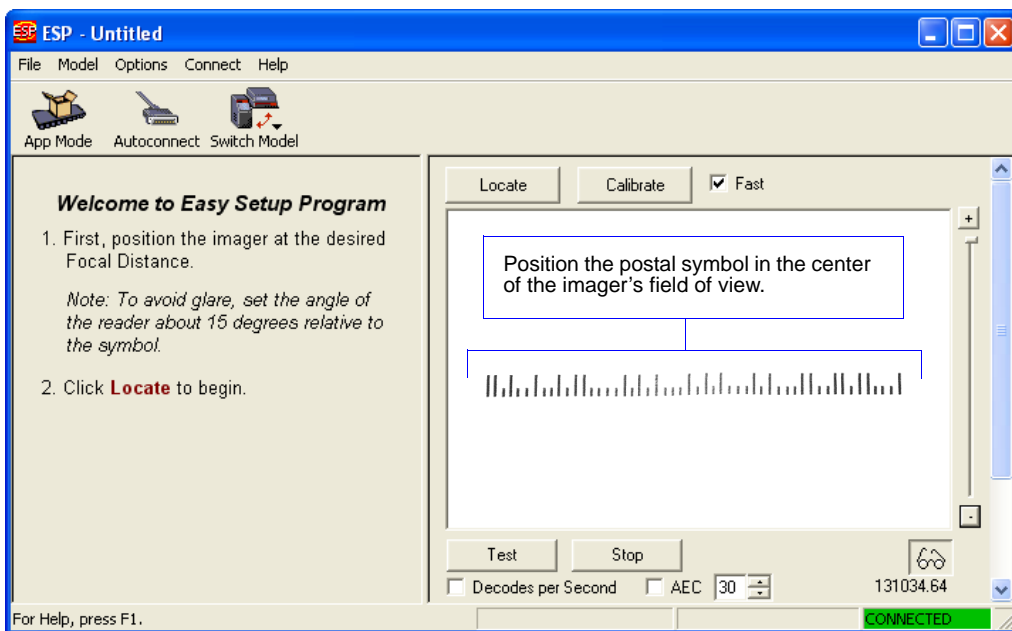 ESP - Untitled
File Model Options Connect Help
App Mode Autoconnect Switch Model
Welcome to Easy Setup Program
1. First, position the imager at the desired
Focal Distance.
Note: To avoid glare, set the angle of
the reader about 15 degrees relative to
the symbol.
2. Click Locate to begin.
Locate Calibrate Fast
+
Position the postal symbol in the center
of the imager’s field of view.
-
Test Stop
Decodes per Second AEC 30 131034.64
For Help, press F1. CONNECTED